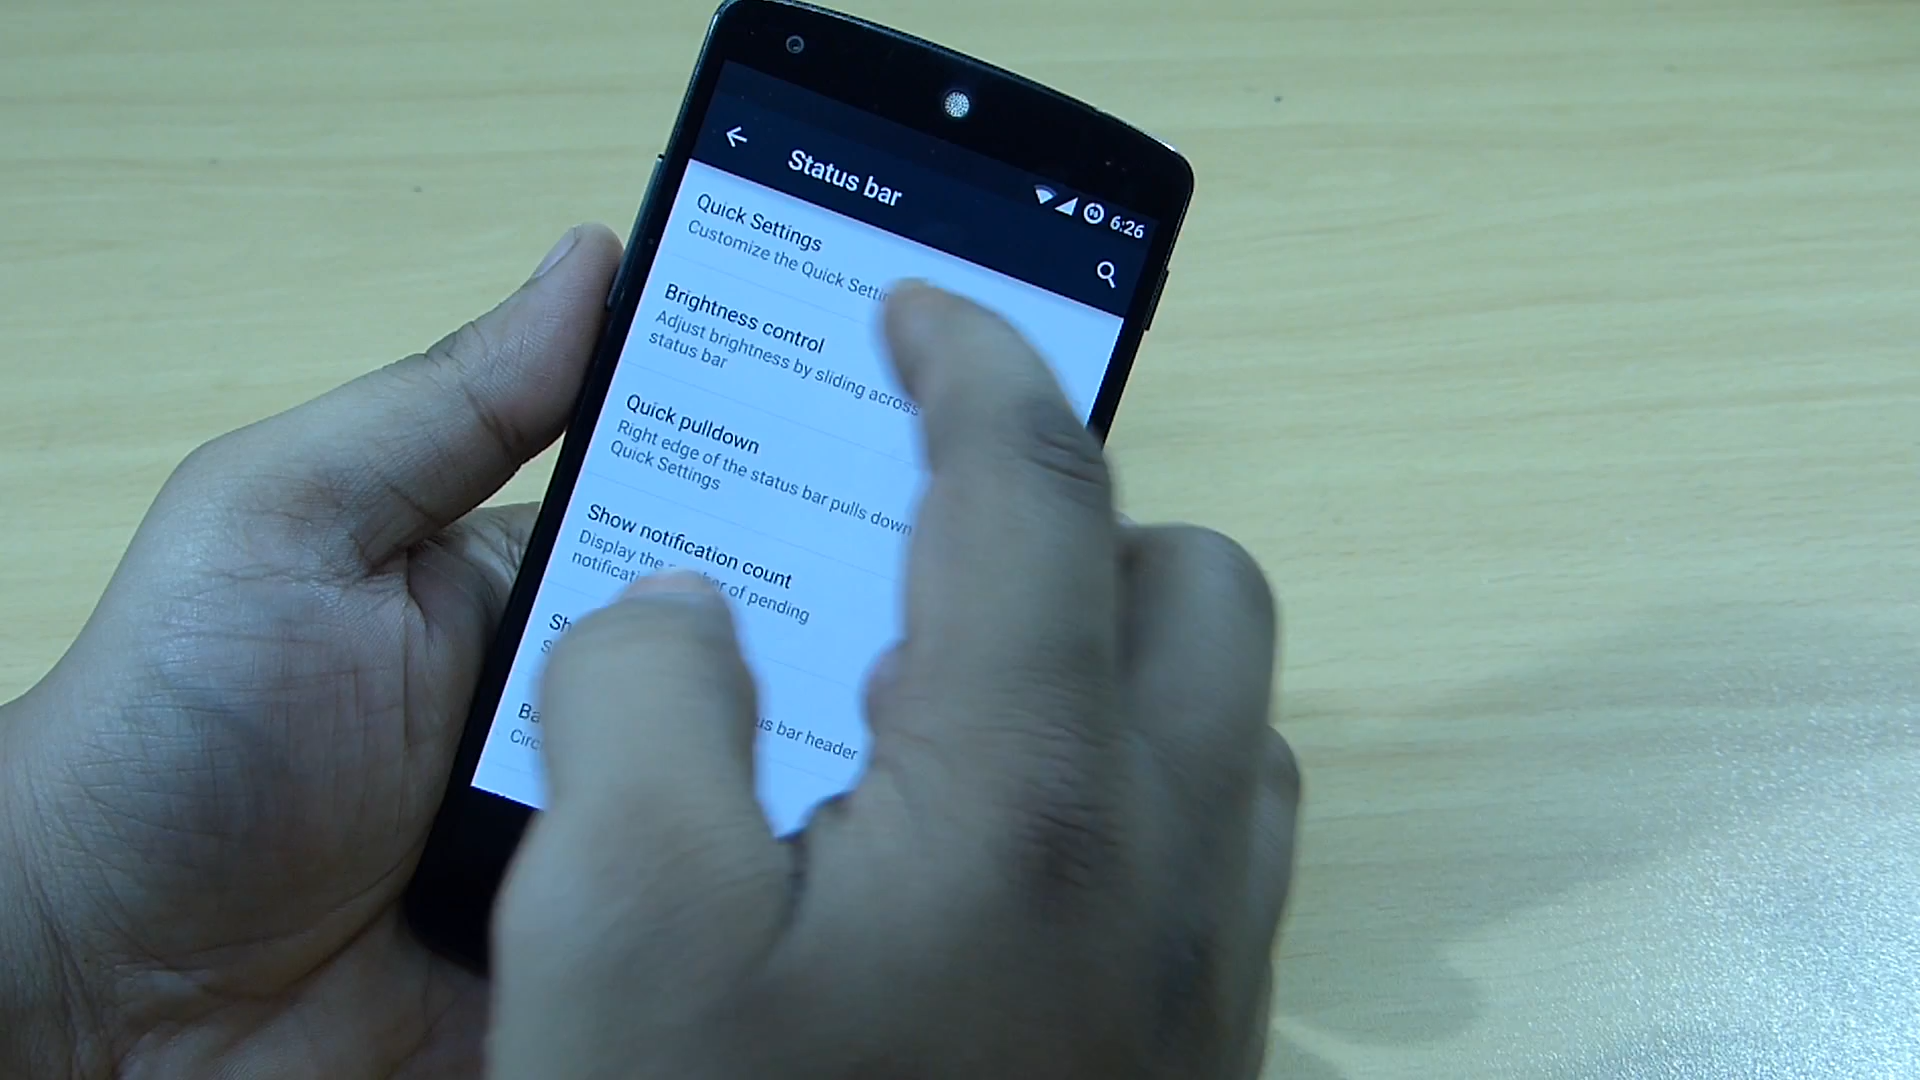 Status bar
6:26
Quick Settings
Customize the Quick
Brightness control
Adjust brightness by sliding across
status bar
Quick pulldown
Right edge of the status bar pulls down
Quick Settings
Show notification count
Display the of pending
bar header